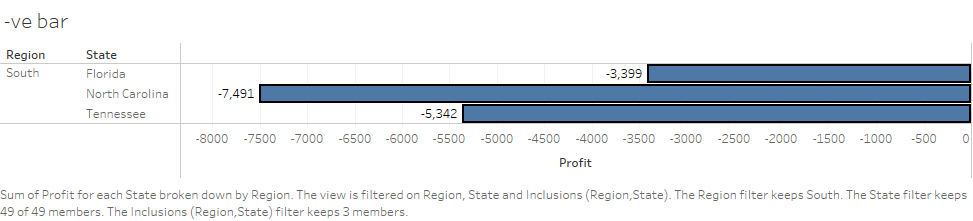 -ve bar
Region State
South Florida -3,399
North Carolina -7,491
Tennessee -5,342
-8000 -7500 -7000 -6500 -6000 -5500 -5000 -4500 -4000 -3500 -3000 -2500 -2000 -1500 -1000 -500 0
Profit
Sum of Profit for each State broken down by Region. The view is filtered on Region, State and Inclusions (Region,State). The Region filter keeps South. The State filter keeps
49 of 49 members. The Inclusions (Region,State) filter keeps 3 members.